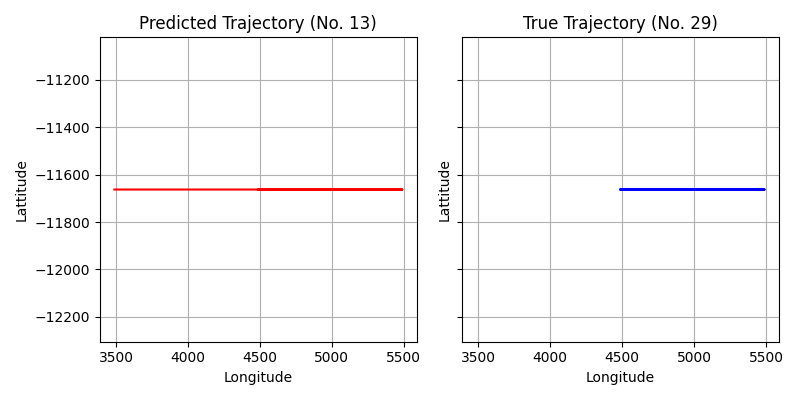 Predicted Trajectory (No. 13)
True Trajectory (No. 29)
−11200
−11400
−11600
−11800
−12000
−12200
Lattitude
Lattitude
3500 4000 4500 5000 5500
3500 4000 4500 5000 5500
Longitude
Longitude